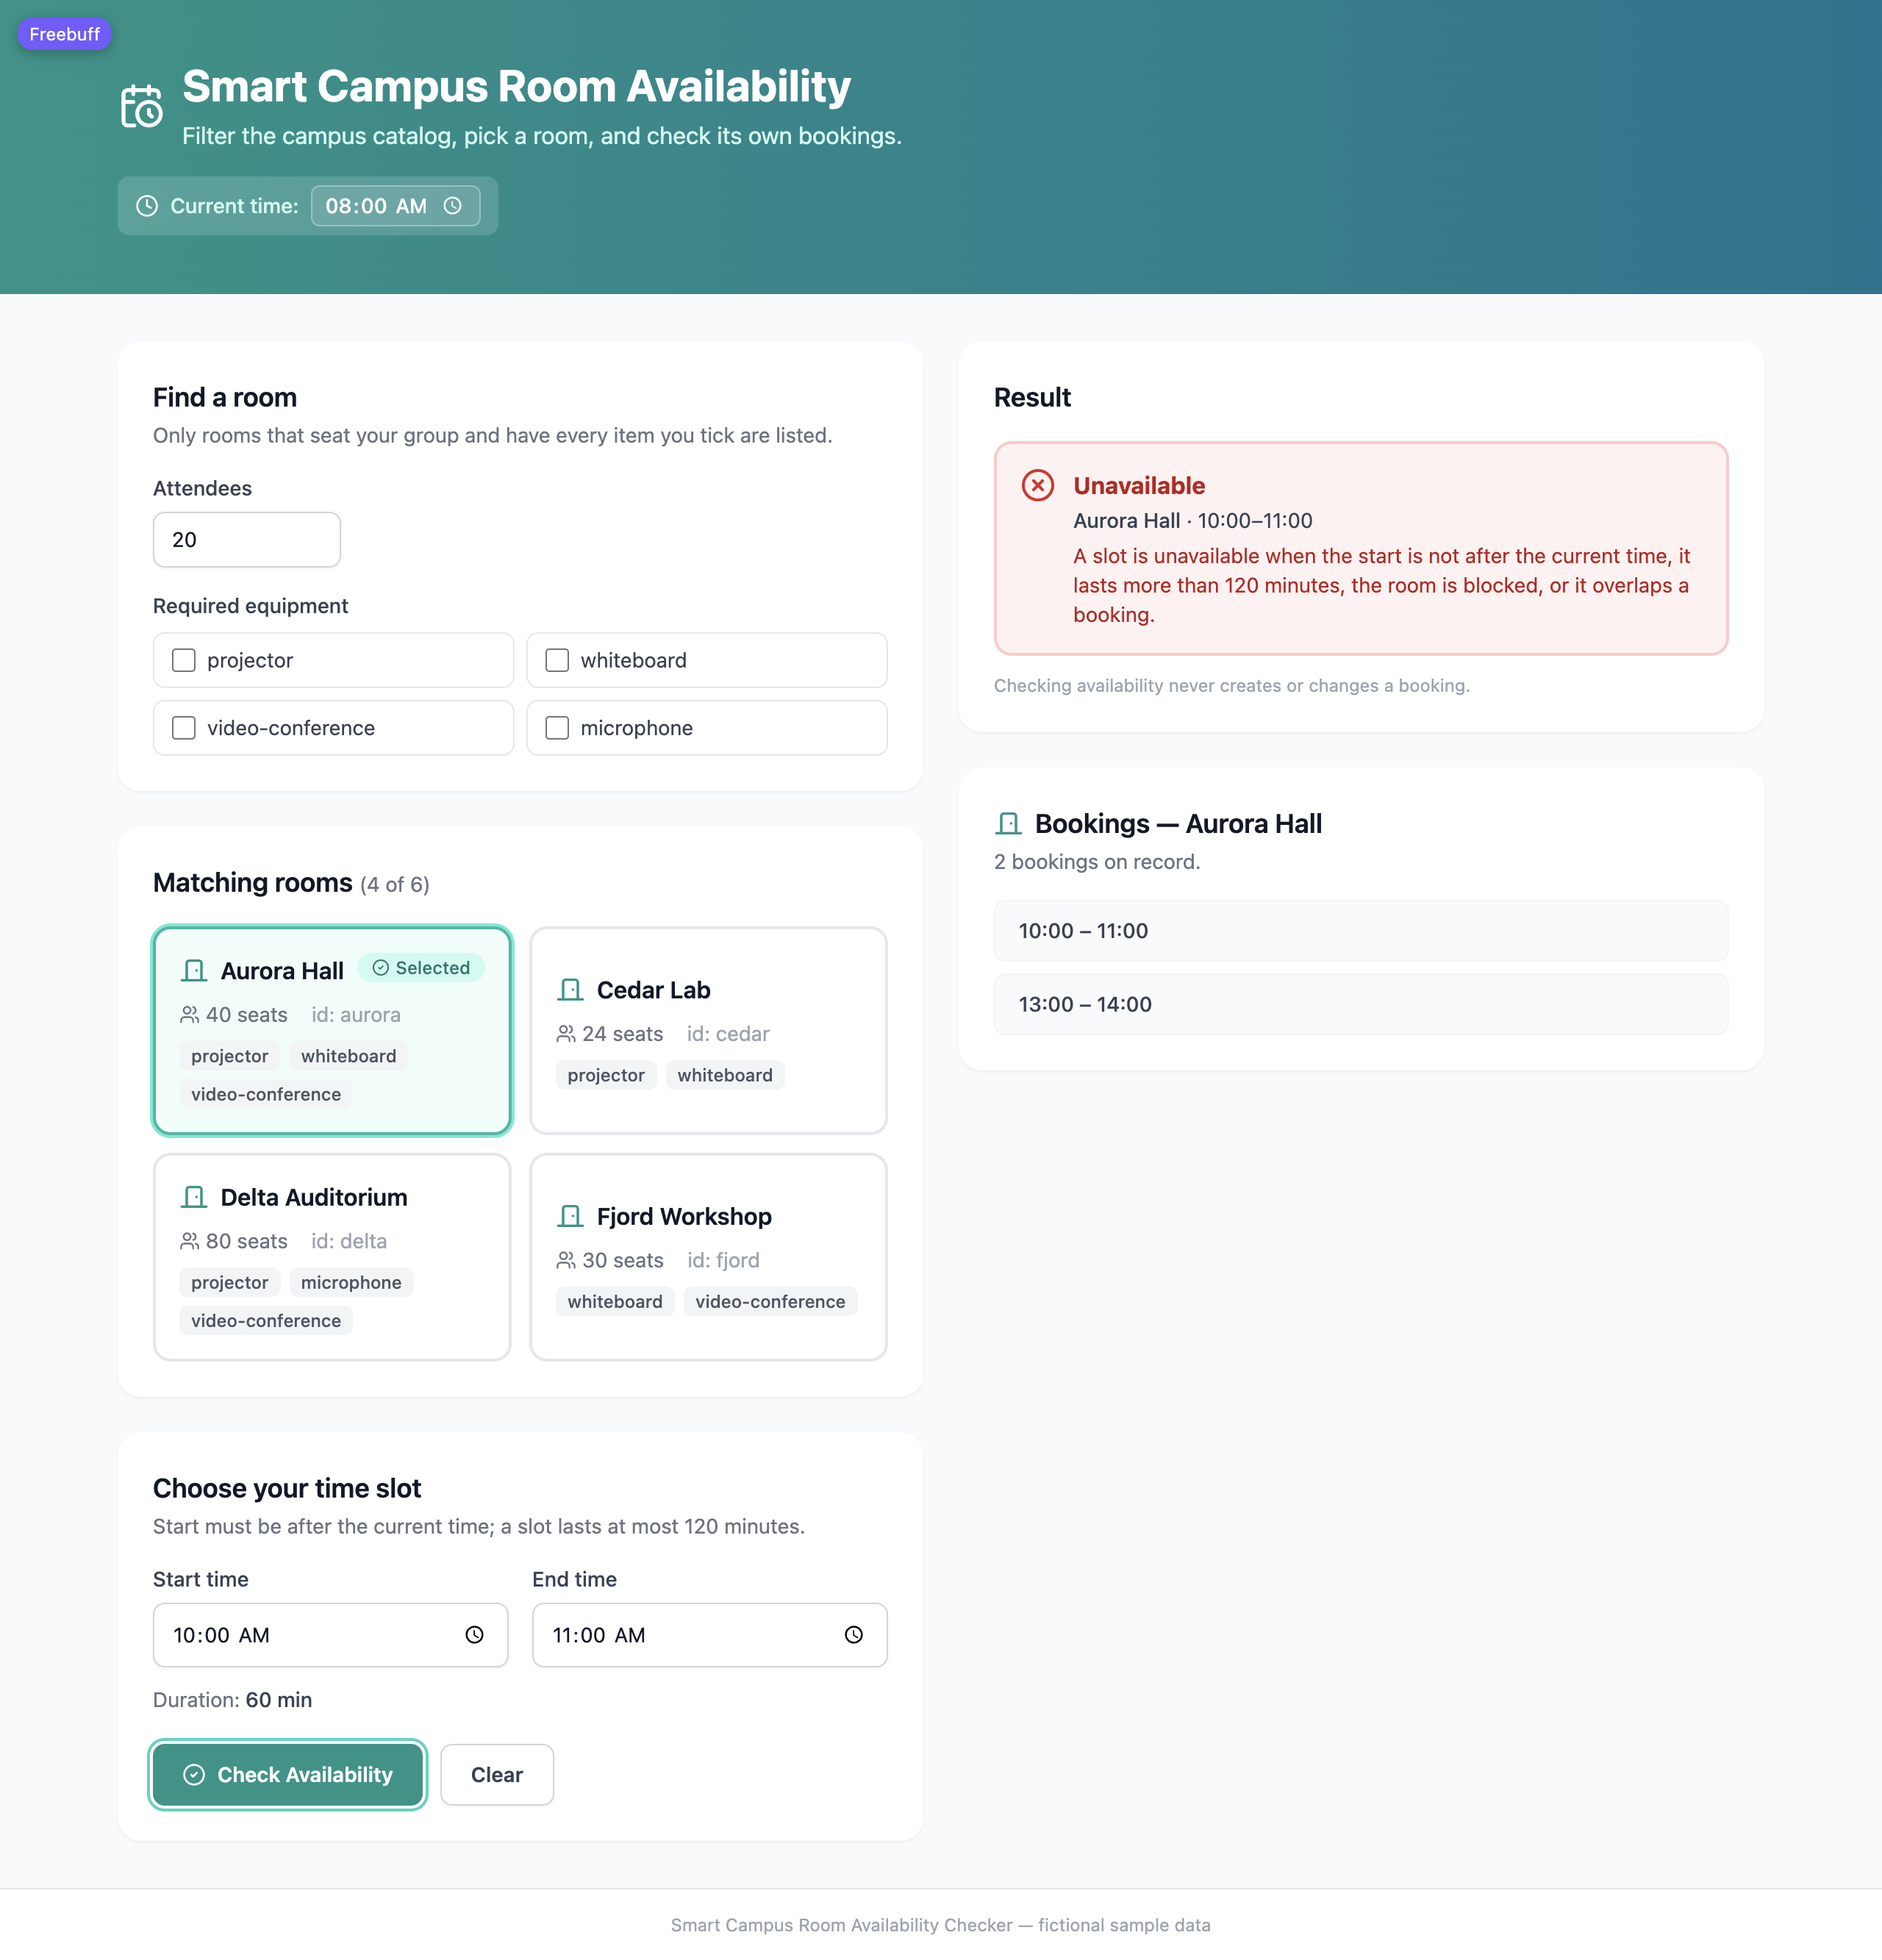 Freebuff
Smart Campus Room Availability
Filter the campus catalog, pick a room, and check its own bookings.
Current time: 08:00 AM
Find a room
Only rooms that seat your group and have every item you tick are listed.
Attendees
20
Required equipment
projector
whiteboard
video-conference
microphone
Matching rooms (4 of 6)
Aurora Hall
Selected
40 seats id: aurora
projector whiteboard
video-conference
Cedar Lab
24 seats id: cedar
projector whiteboard
Delta Auditorium
80 seats id: delta
projector microphone
video-conference
Fjord Workshop
30 seats id: fjord
whiteboard video-conference
Choose your time slot
Start must be after the current time; a slot lasts at most 120 minutes.
Start time
10:00 AM
End time
11:00 AM
Duration: 60 min
Check Availability
Clear
Result
Unavailable
Aurora Hall · 10:00–11:00
A slot is unavailable when the start is not after the current time, it
lasts more than 120 minutes, the room is blocked, or it overlaps a
booking.
Checking availability never creates or changes a booking.
Bookings — Aurora Hall
2 bookings on record.
10:00 – 11:00
13:00 – 14:00
Smart Campus Room Availability Checker — fictional sample data